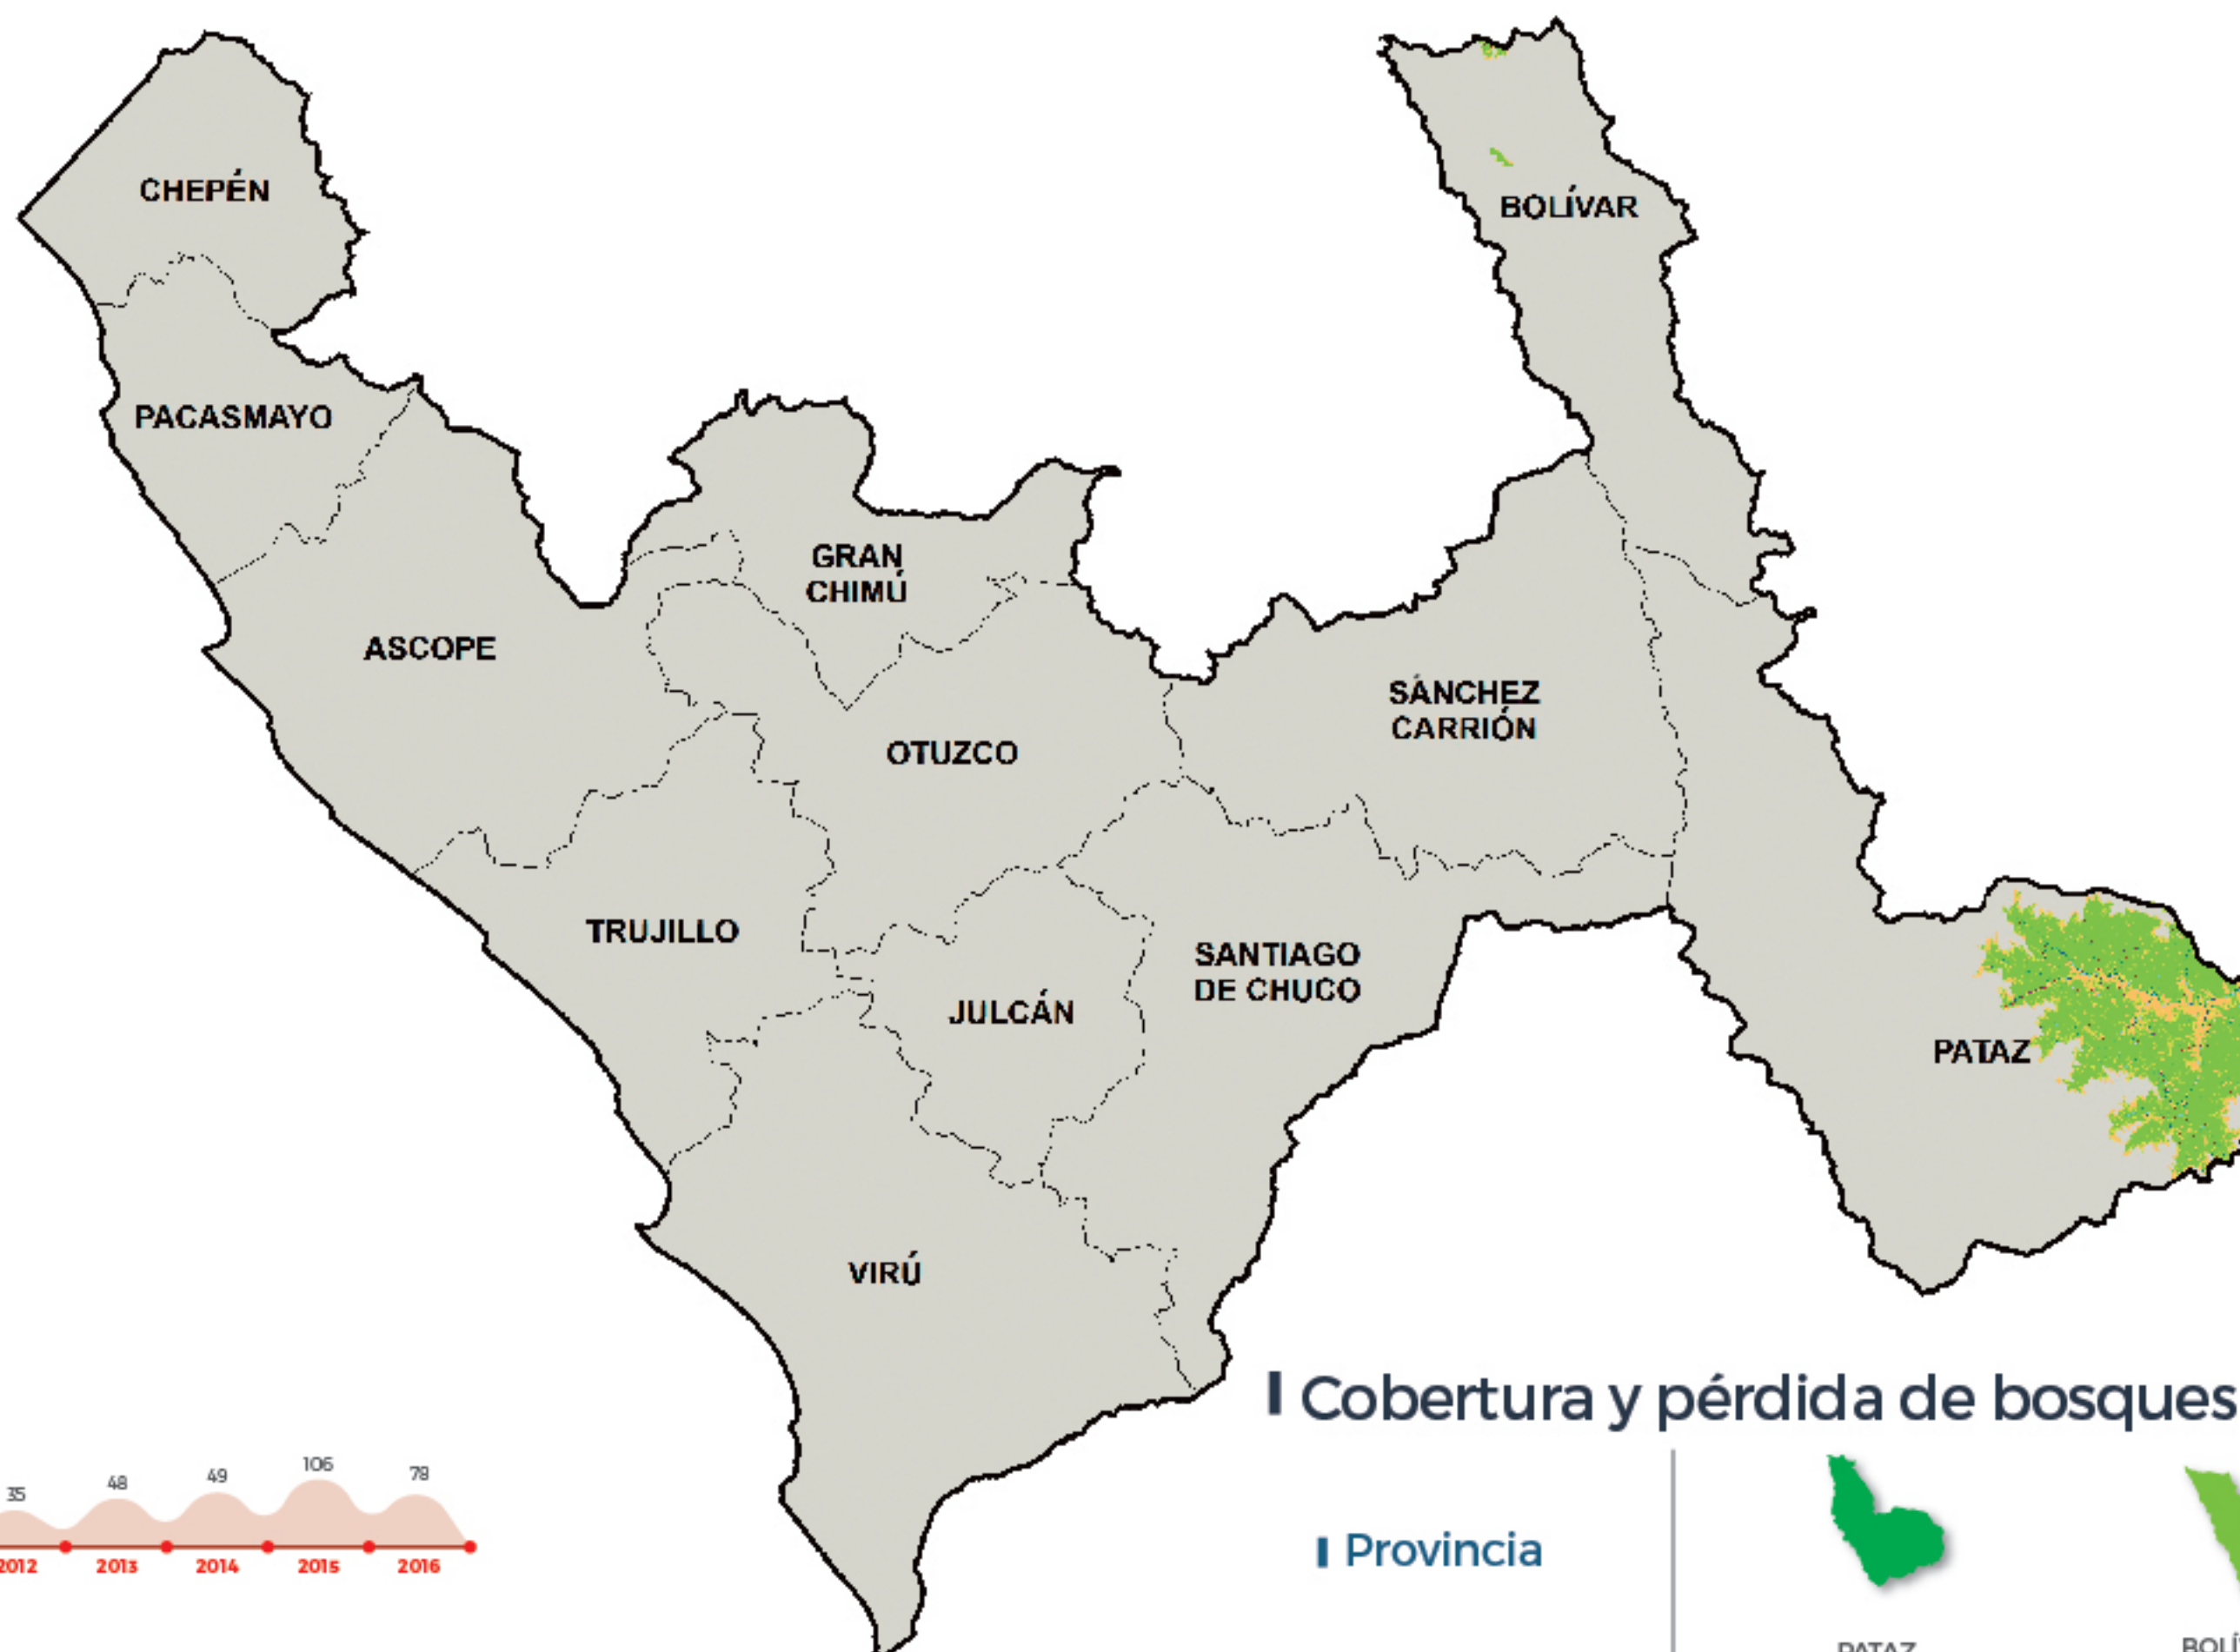 CHEPÉN
BOLÍVAR
PACASMAYO
GRAN
CHIMÚ
ASCOPE
SÁNCHEZ
CARRIÓN
OTUZCO
TRUJILLO
SANTIAGO
DE CHUCO
JULCÁN
PATAZ
VIRÚ
Cobertura y pérdida de bosques
35
48
49
106
78
2012
2013
2014
2015
2016
Provincia
PATAZ